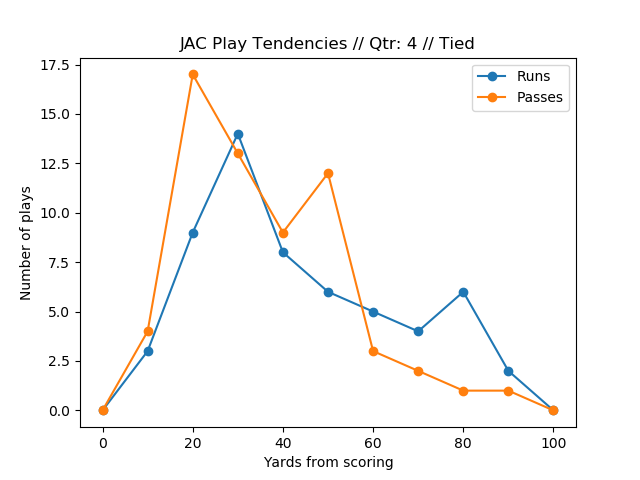 JAC Play Tendencies // Qtr: 4 // Tied
Runs
Passes
Number of plays
17.5
15.0
12.5
10.0
7.5
5.0
2.5
0.0
0 20 40 60 80 100
Yards from scoring